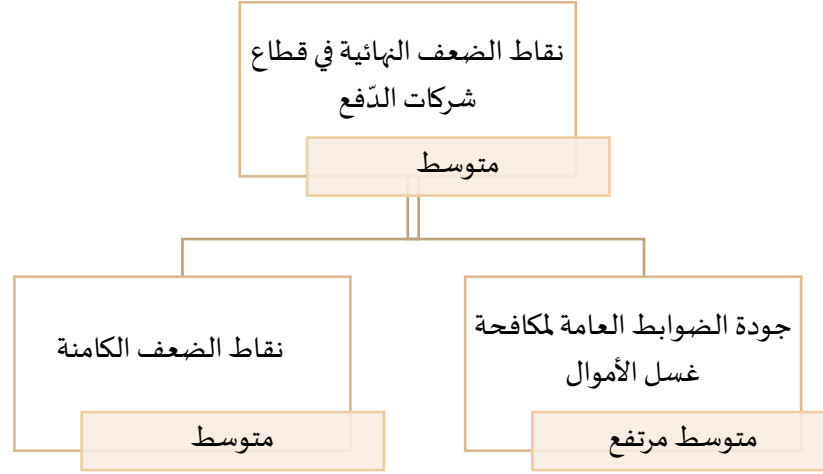 نقاط الضعف النهائية في قطاع
شركات الدّفع
متوسط
جودة الضوابط العامة لمكافحة
غسل الأموال
متوسط مرتفع
نقاط الضعف الكامنة
متوسط